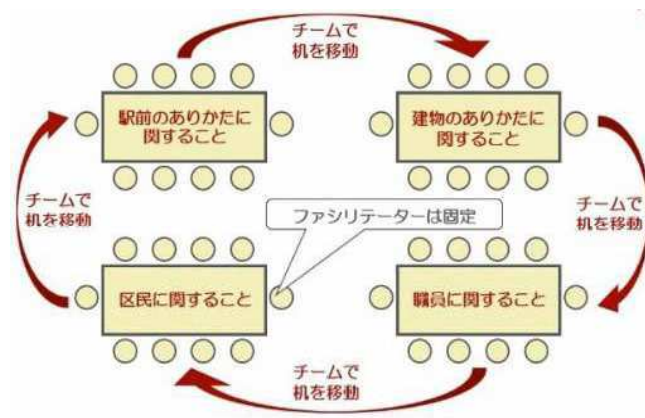 チームで
机を移動
駅前のありかたに
関すること
建物のありかたに
関すること
チームで
机を移動
チームで
机を移動
ファシリテーターは固定
区民に関すること
職員に関すること
チームで
机を移動